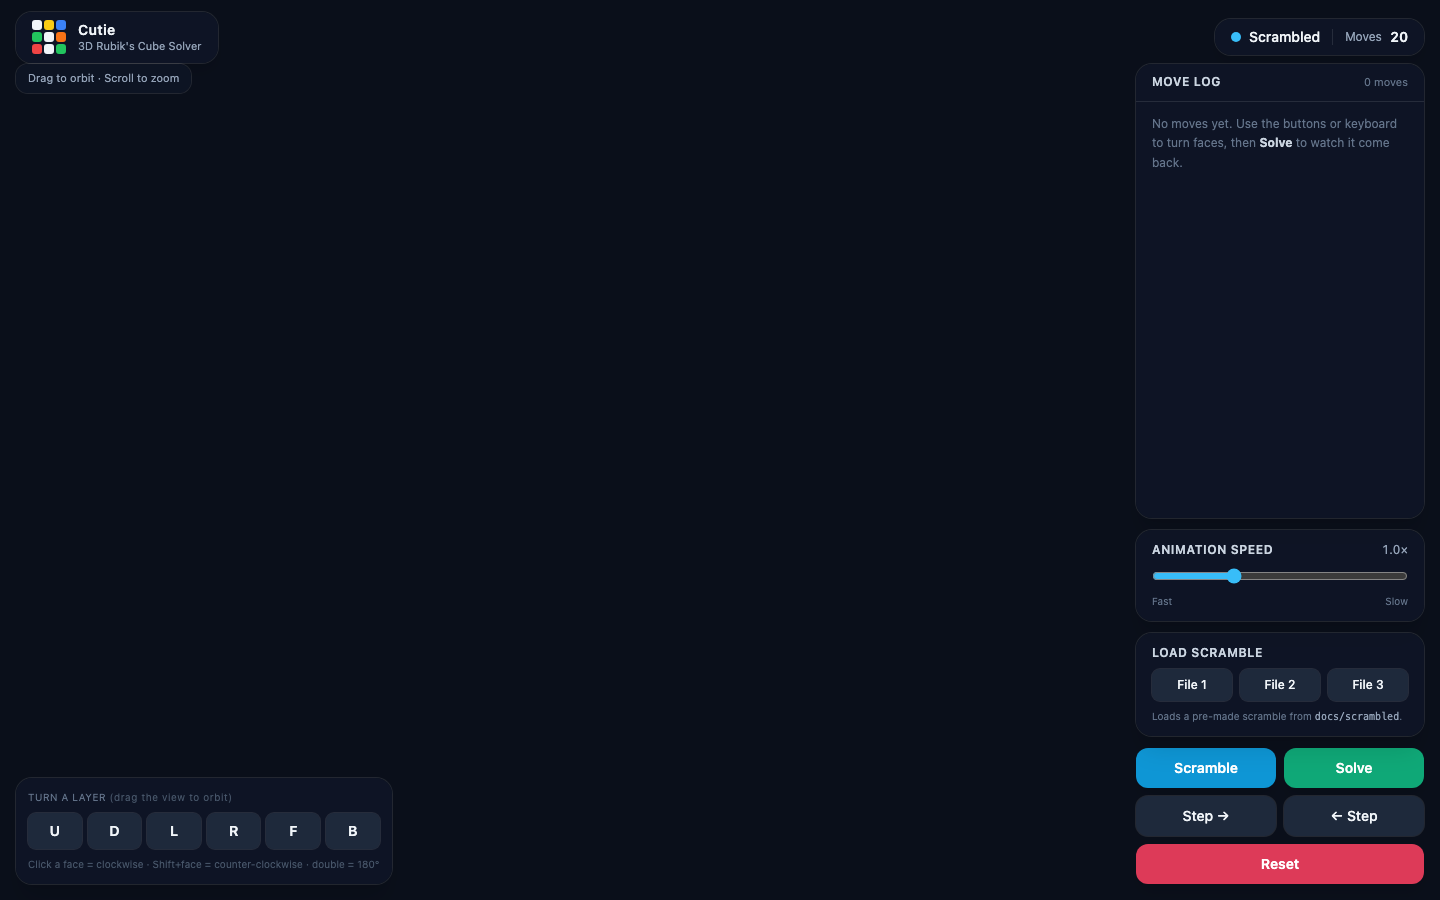 Cutie
3D Rubik's Cube Solver
Drag to orbit · Scroll to zoom
Scrambled
Moves 20
MOVE LOG
0 moves
No moves yet. Use the buttons or keyboard
to turn faces, then Solve to watch it come
back.
ANIMATION SPEED
1.0×
Fast
Slow
LOAD SCRAMBLE
File 1
File 2
File 3
Loads a pre-made scramble from docs/scrambled.
Scramble
Solve
Step →
← Step
Reset
TURN A LAYER (drag the view to orbit)
U
D
L
R
F
B
Click a face = clockwise · Shift+face = counter-clockwise · double = 180°